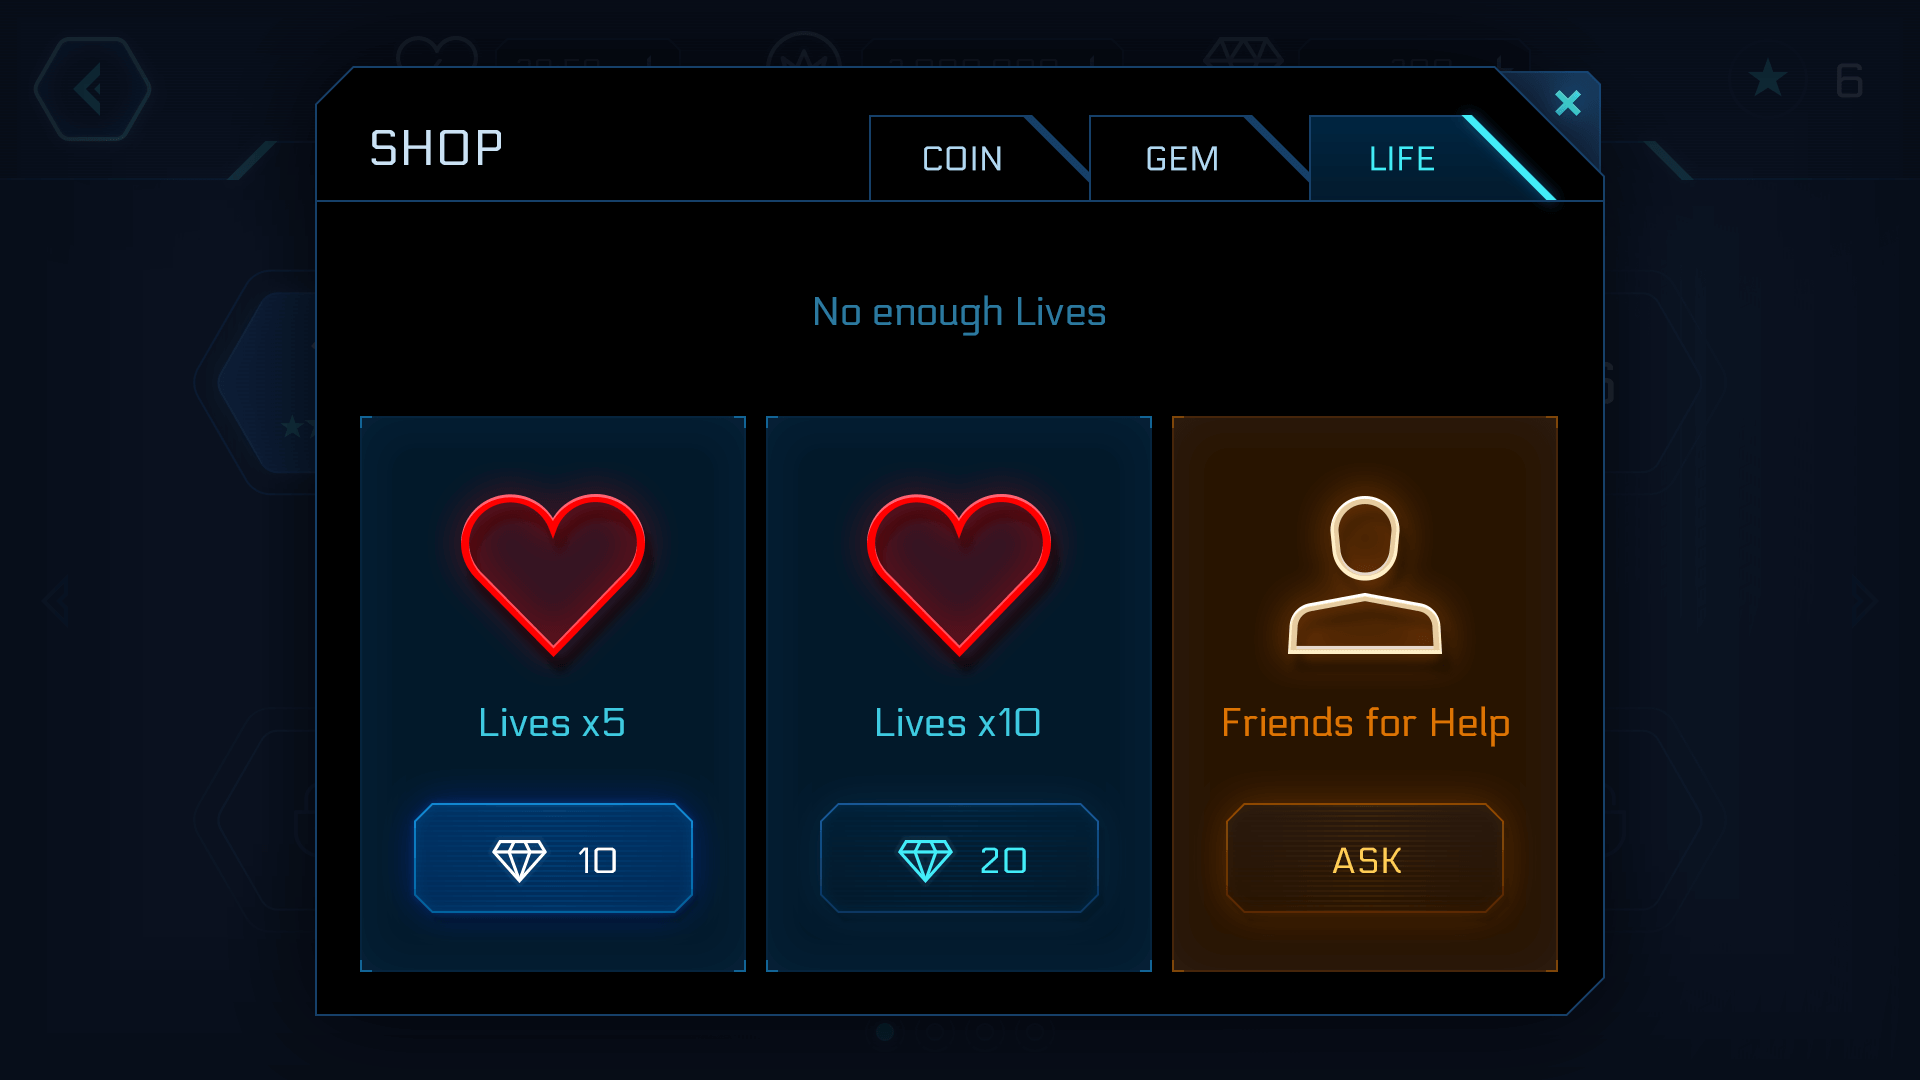 6
SHOP
COIN
GEM
LIFE
No enough Lives
Lives x5
Lives x10
Friends for Help
10
20
ASK